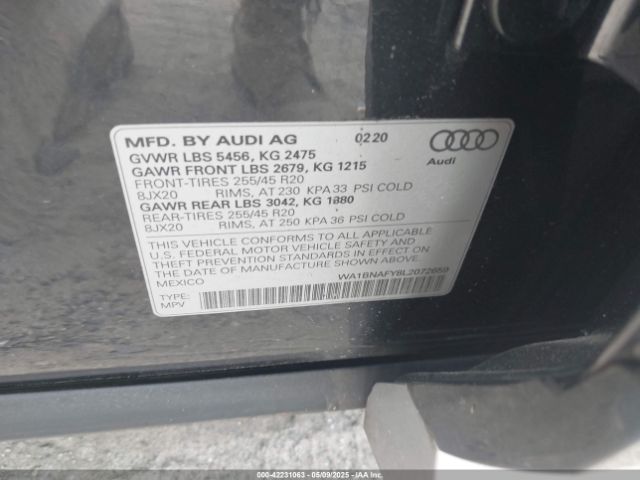 MFD. BY AUDI AG 02 20
GVWR LBS 5456, KG 2475
GAWR FRONT LBS 2679, KG 1215
FRONT-TIRES 255/45 R20
8JX20 RIMS, AT 230 KPA 33 PSI COLD
GAWR REAR LBS 3042, KG 1380
REAR-TIRES 255/45 R20
8JX20 RIMS, AT 250 KPA 36 PSI COLD
Audi
THIS VEHICLE CONFORMS TO ALL APPLICABLE
U.S. FEDERAL MOTOR VEHICLE SAFETY AND
THEFT PREVENTION STANDARDS IN EFFECT ON
THE DATE OF MANUFACTURE SHOWN ABOVE.
MEXICO
WA1BNAFY8L2072659
TYPE:
MPV
000-42231063 - 05/09/2025 - IAA Inc.